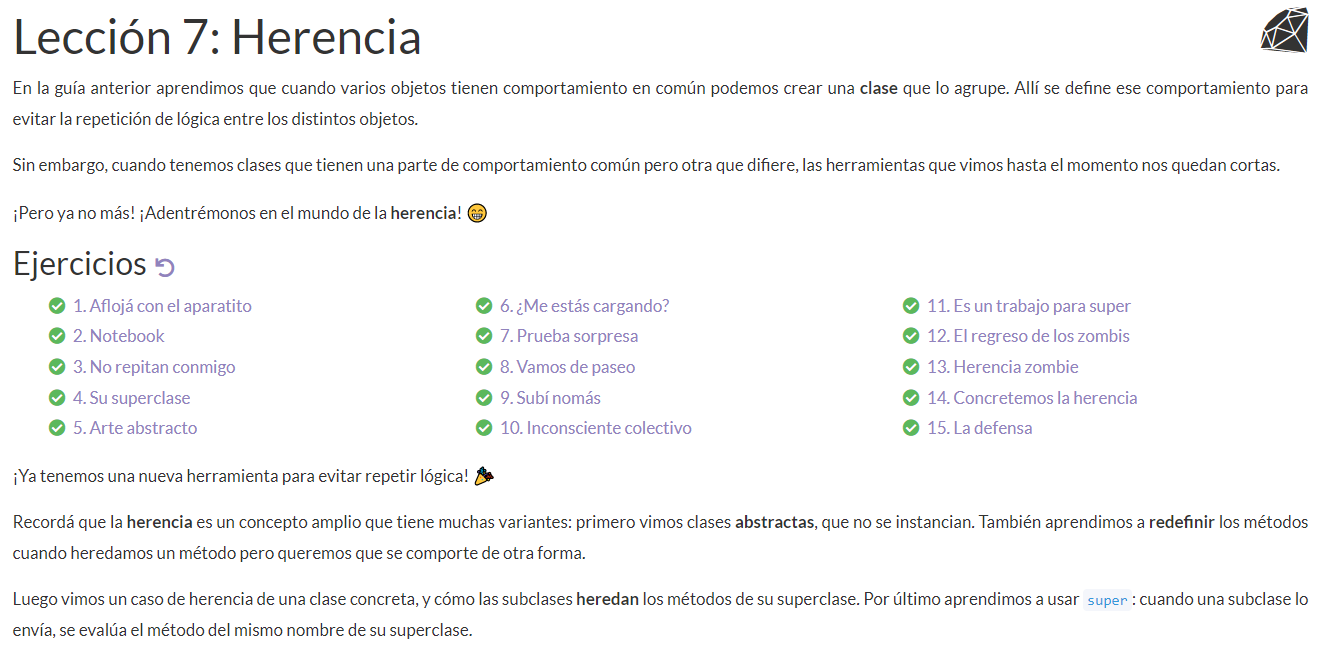 Lección 7: Herencia
En la guía anterior aprendimos que cuando varios objetos tienen comportamiento en común podemos crear una clase que lo agrupe. Allí se define ese comportamiento para
evitar la repetición de lógica entre los distintos objetos.
Sin embargo, cuando tenemos clases que tienen una parte de comportamiento común pero otra que difiere, las herramientas que vimos hasta el momento nos quedan cortas.
¡Pero ya no más! ¡Adentrémonos en el mundo de la herencia! 😁
Ejercicios
1. Aflojá con el aparatito
2. Notebook
3. No repitan conmigo
4. Su superclase
5. Arte abstracto
6. ¿Me estás cargando?
7. Prueba sorpresa
8. Vamos de paseo
9. Subí nomás
10. Inconsciente colectivo
11. Es un trabajo para super
12. El regreso de los zombis
13. Herencia zombie
14. Concretemos la herencia
15. La defensa
¡Ya tenemos una nueva herramienta para evitar repetir lógica! 🎉
Recordá que la herencia es un concepto amplio que tiene muchas variantes: primero vimos clases abstractas, que no se instancian. También aprendimos a redefinir los métodos
cuando heredamos un método pero queremos que se comporte de otra forma.
Luego vimos un caso de herencia de una clase concreta, y cómo las subclases heredan los métodos de su superclase. Por último aprendimos a usar super: cuando una subclase lo
envía, se evalúa el método del mismo nombre de su superclase.